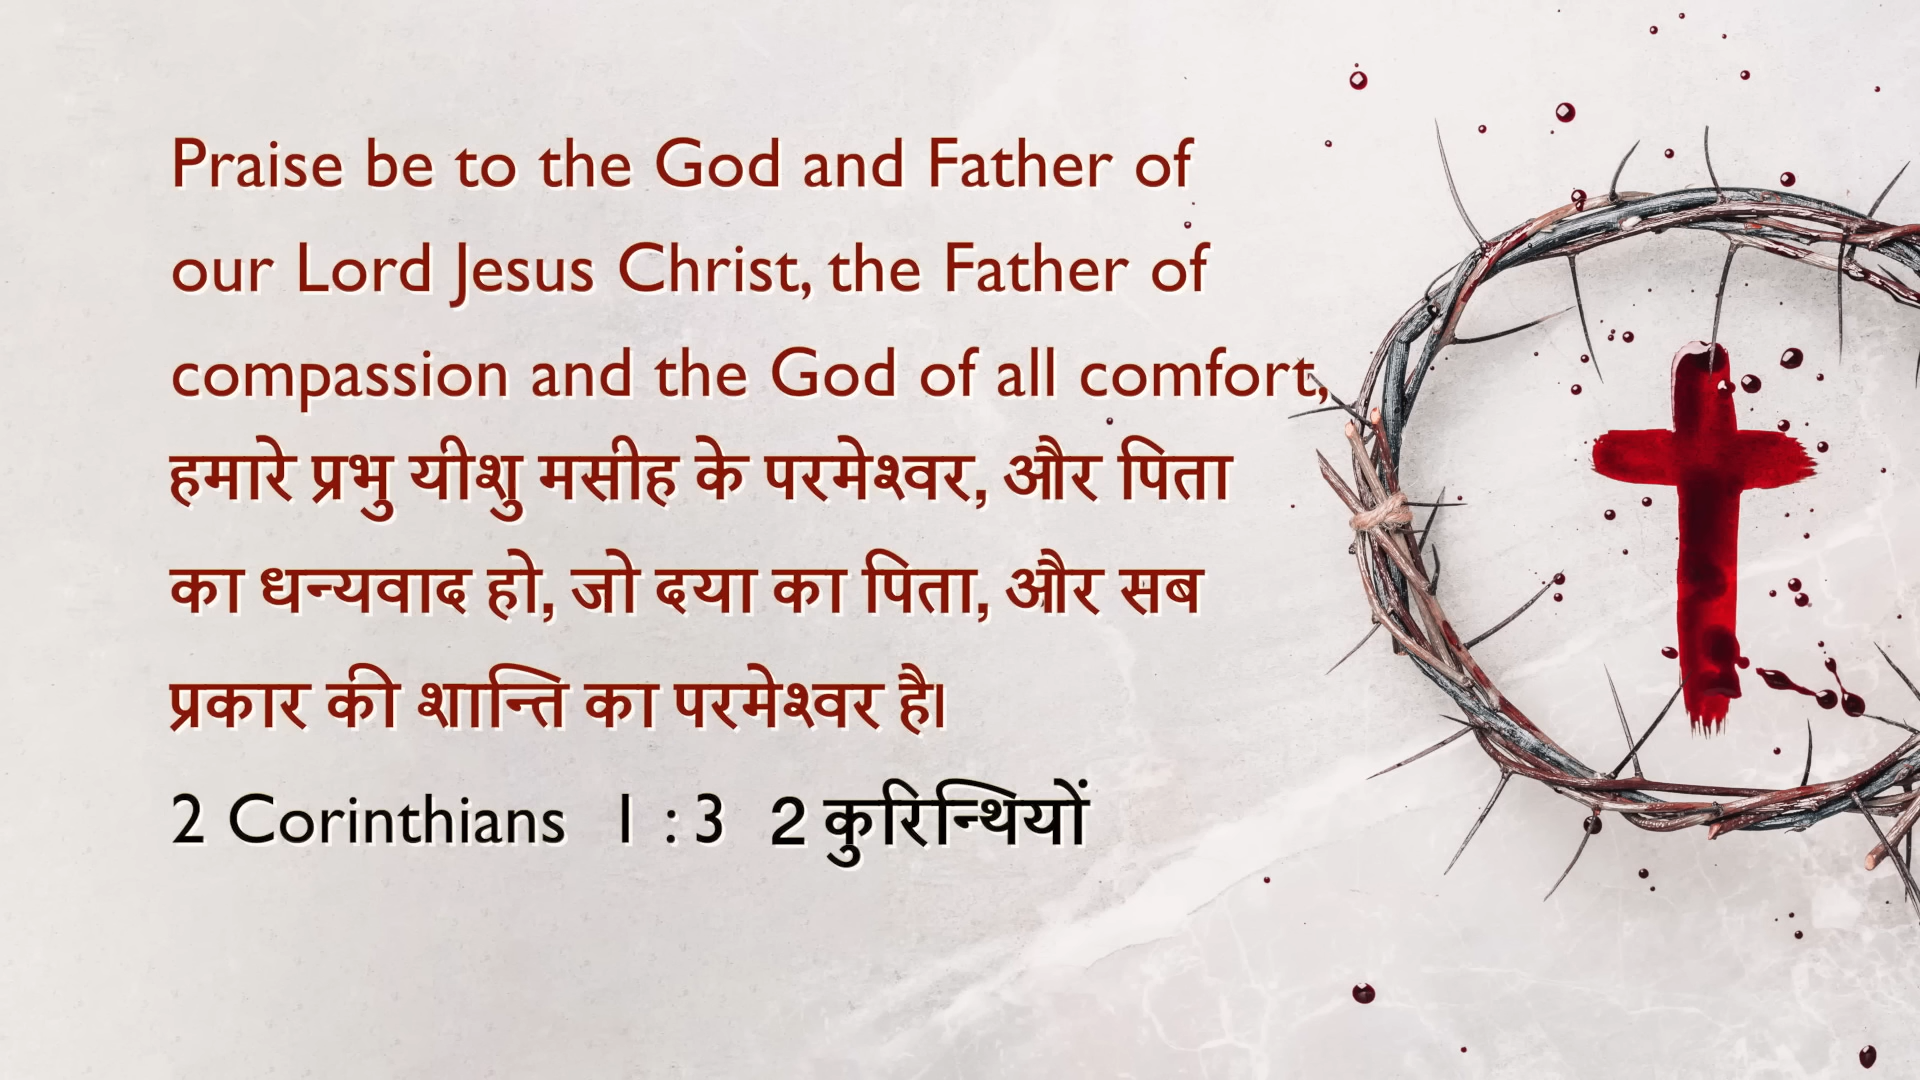 Praise be to the God and Father of
our Lord Jesus Christ, the Father of
compassion and the God of all comfort,
हमारे प्रभु यीशु मसीह के परमेश्वर, और पिता
का धन्यवाद हो, जो दया का पिता, और सब
प्रकार की शान्ति का परमेश्वर है।
2 Corinthians 1 : 3 2 कुरिन्थियों